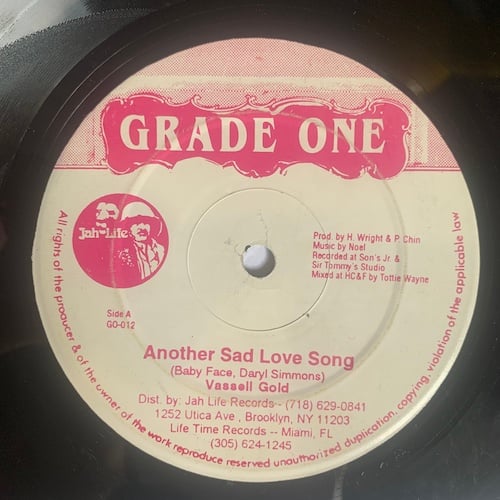 GRADE ONE
Jah Life
Prod. by H. Wright & P. Chin
Music by Noel
Recorded at Son's Jr. &
Sir Tommy's Studio
Mixed at HC&F by Tottie Wayne
Side A
GO-012
Another Sad Love Song
(Baby Face, Daryl Simmons)
Vassell Gold
Dist. by: Jah Life Records-- (718) 629-0841
1252 Utica Ave , Brooklyn, NY 11203
Life Time Records -- Miami, FL
(305) 624-1245
All rights of the producer & of the owner of the work reproduced reserved unauthorized duplication, copying, violation of the applicable law